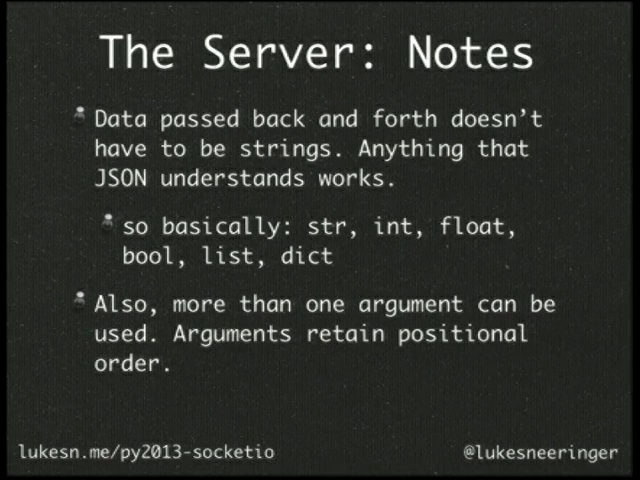 The Server: Notes
Data passed back and forth doesn’t
have to be strings. Anything that
JSON understands works.
so basically: str, int, float,
bool, list, dict
Also, more than one argument can be
used. Arguments retain positional
order.
lukesn.me/py2013-socketio
@lukesneeringer